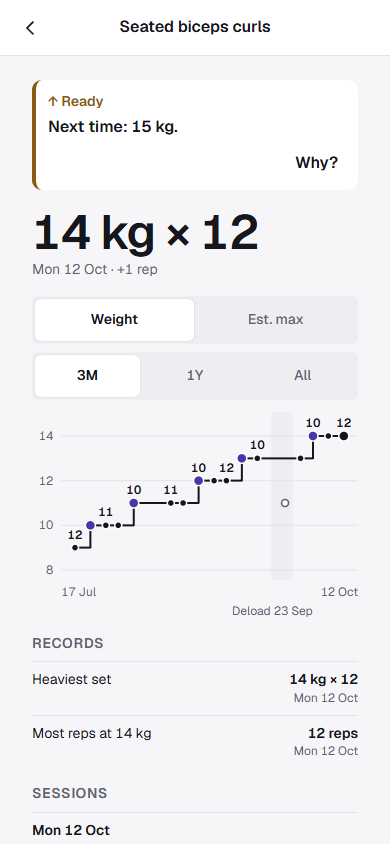 Seated biceps curls
↑ Ready
Next time: 15 kg.
Why?
14 kg × 12
Mon 12 Oct · +1 rep
Weight Est. max
3M 1Y All
10 12
14
10
10 12
12
10 11
11
10
12
8
17 Jul 12 Oct
Deload 23 Sep
RECORDS
Heaviest set 14 kg × 12
Mon 12 Oct
Most reps at 14 kg 12 reps
Mon 12 Oct
SESSIONS
Mon 12 Oct